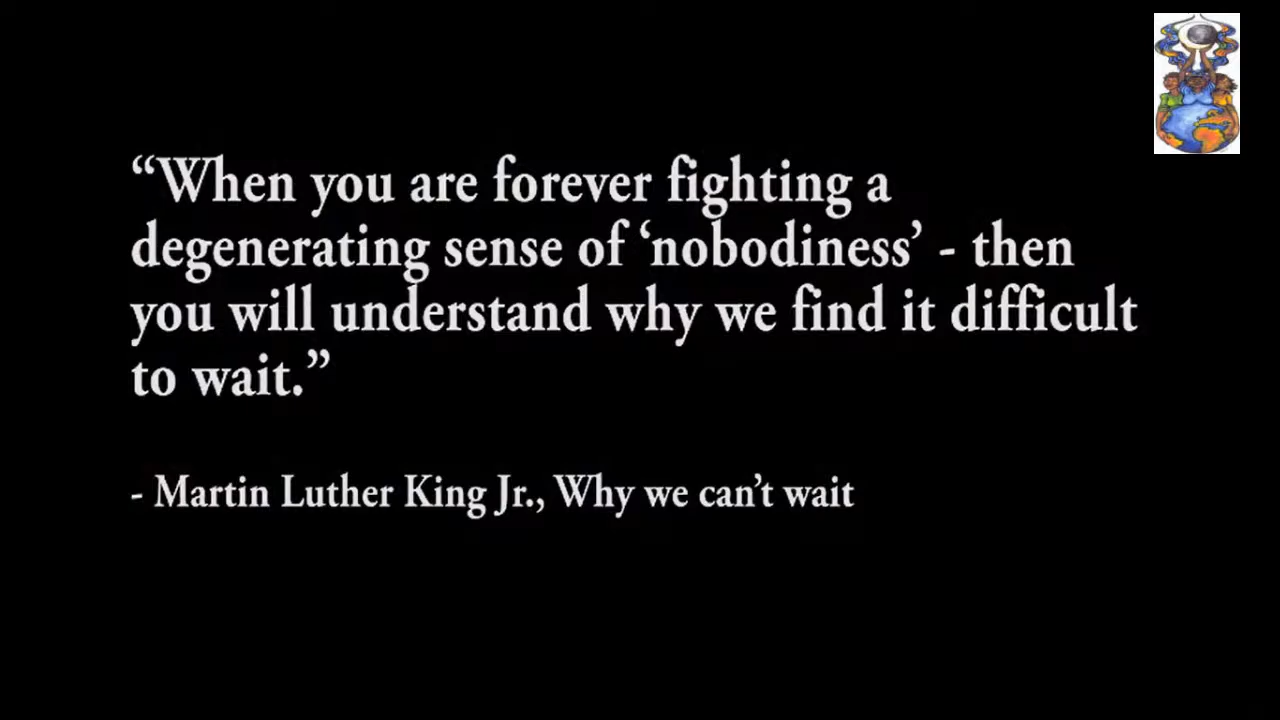 “When you are forever fighting a
degenerating sense of ‘nobodiness’ - then
you will understand why we find it difficult
to wait.”
- Martin Luther King Jr., Why we can’t wait